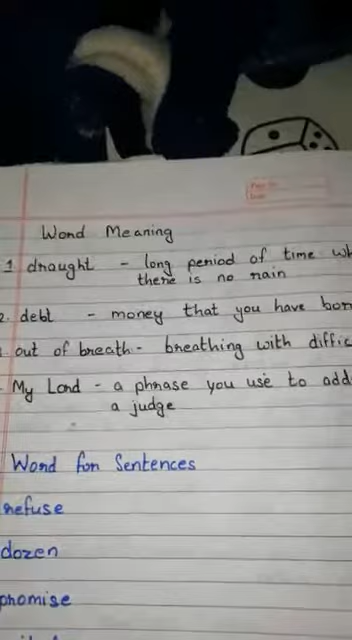 Word Meaning
1 drought - long period of time wh
there is no rain
2. debt - money that you have borr
out of breath - breathing with diffic
My Lord - a phrase you use to add
a judge
Word for Sentences
refuse
dozen
promise